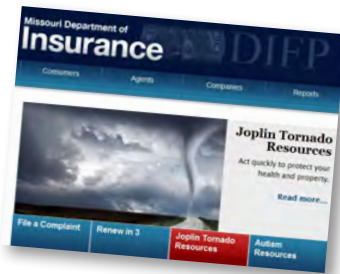 Missouri Department of
Insurance
DIFP
Consumers
Agents
Companies
Reports
Joplin Tornado
Resources
Act quickly to protect your
health and property.
Read more...
File a Complaint
Renew in 3
Joplin Tornado
Resources
Autism
Resources